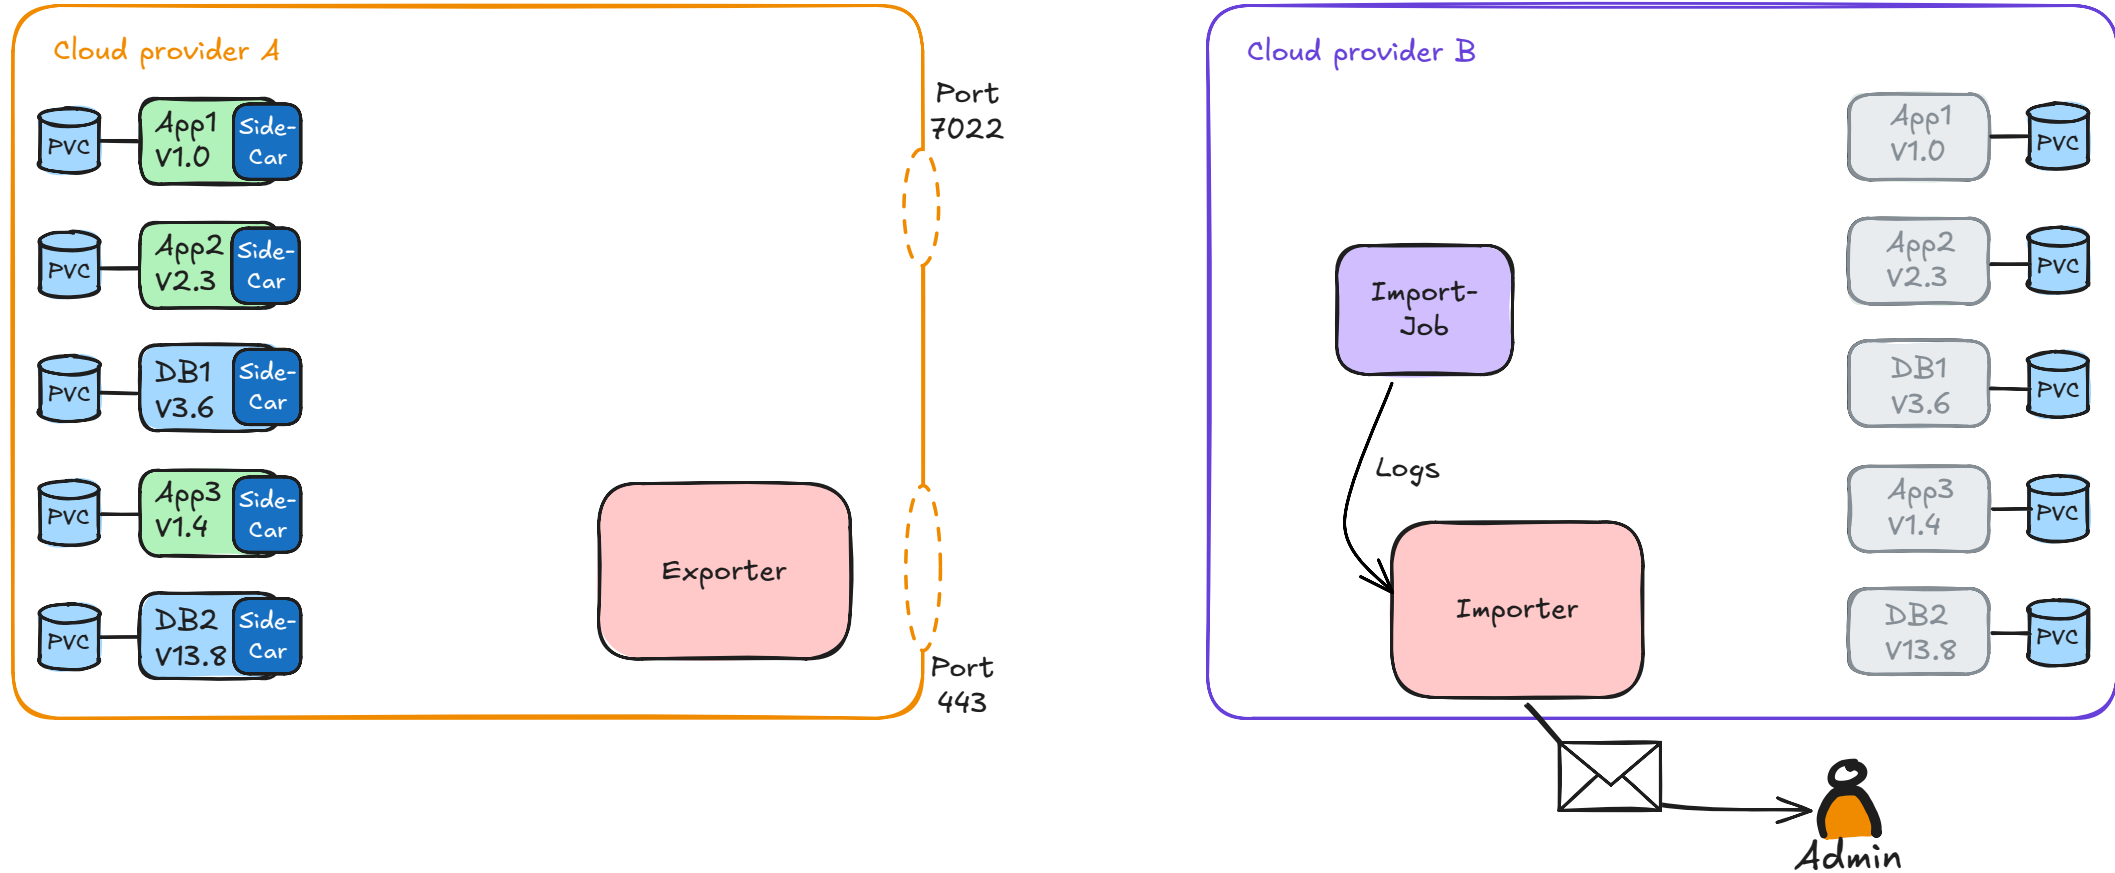 Cloud provider A
PVC
App1
V1.0
Side-
Car
PVC
App2
V2.3
Side-
Car
PVC
DB1
V3.6
Side-
Car
PVC
App3
V1.4
Side-
Car
PVC
DB2
V13.8
Side-
Car
Exporter
Port
7022
Port
443
Cloud provider B
Import-
Job
Logs
Importer
App1
V1.0
PVC
App2
V2.3
PVC
DB1
V3.6
PVC
App3
V1.4
PVC
DB2
V13.8
PVC
Admin